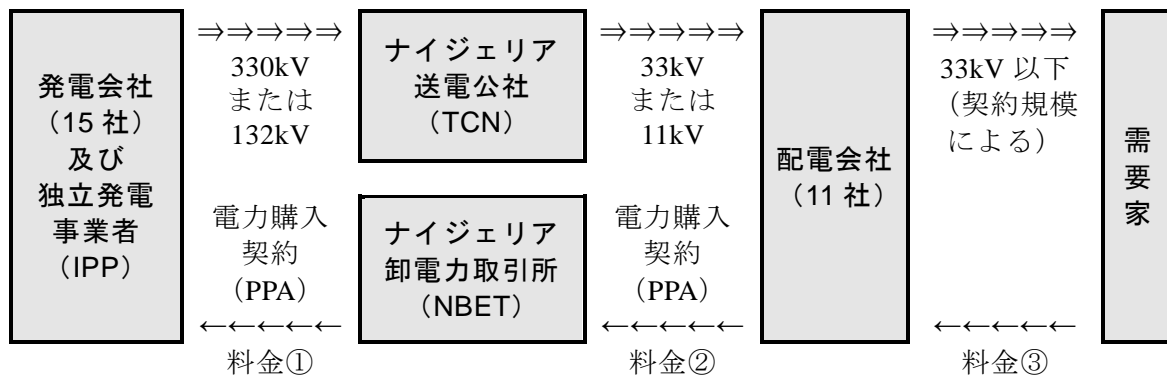 発電会社
（15 社）
及び
独立発電
事業者
（IPP）
⇒⇒⇒⇒⇒
330kV
または
132kV
電力購入
契約
（PPA）
←←←←←
料金①
ナイジェリア
送電公社
（TCN）
ナイジェリア
卸電力取引所
（NBET）
⇒⇒⇒⇒⇒
33kV
または
11kV
電力購入
契約
（PPA）
←←←←←
料金②
配電会社
（11 社）
⇒⇒⇒⇒⇒
33kV 以下
（契約規模
による）
←←←←←
料金③
需
要
家